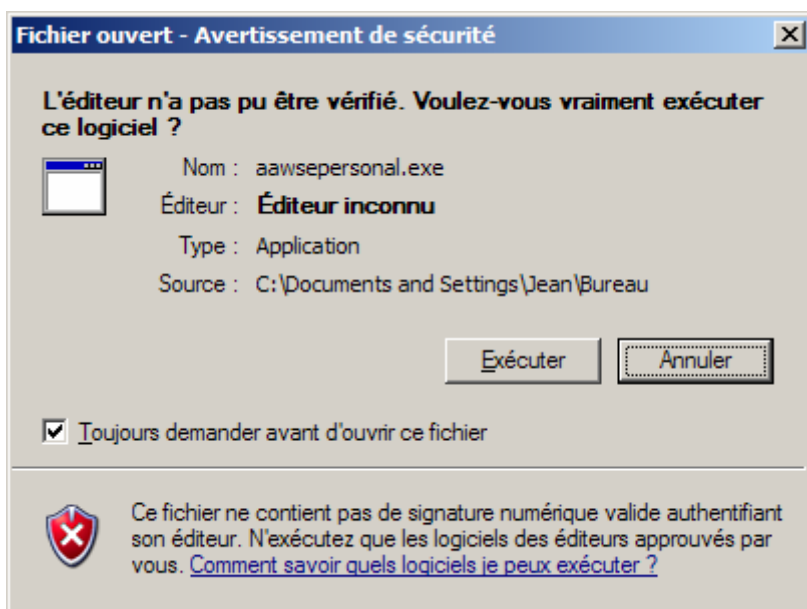 Fichier ouvert - Avertissement de sécurité
L'éditeur n'a pas pu être vérifié. Voulez-vous vraiment exécuter
ce logiciel ?
Nom : aawsepersonal.exe
Éditeur : Éditeur inconnu
Type : Application
Source : C:\Documents and Settings\Jean\Bureau
Exécuter Annuler
Toujours demander avant d'ouvrir ce fichier
Ce fichier ne contient pas de signature numérique valide authentifiant
son éditeur. N'exécutez que les logiciels des éditeurs approuvés par
vous. Comment savoir quels logiciels je peux exécuter ?